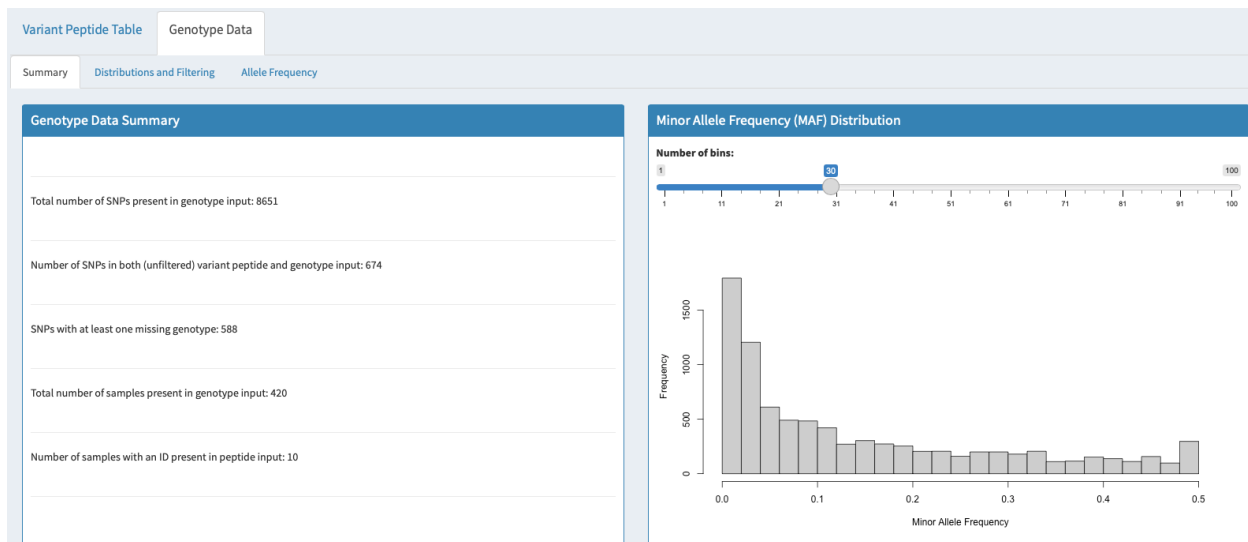 Variant Peptide Table
Genotype Data
Summary
Distributions and Filtering
Allele Frequency
Genotype Data Summary
Total number of SNPs present in genotype input: 8651
Number of SNPs in both (unfiltered) variant peptide and genotype input: 674
SNPs with at least one missing genotype: 588
Total number of samples present in genotype input: 420
Number of samples with an ID present in peptide input: 10
Minor Allele Frequency (MAF) Distribution
Number of bins:
1 30 100
1 11 21 31 41 51 61 71 81 91 100
Frequency
1500
1000
500
0
0.0 0.1 0.2 0.3 0.4 0.5
Minor Allele Frequency